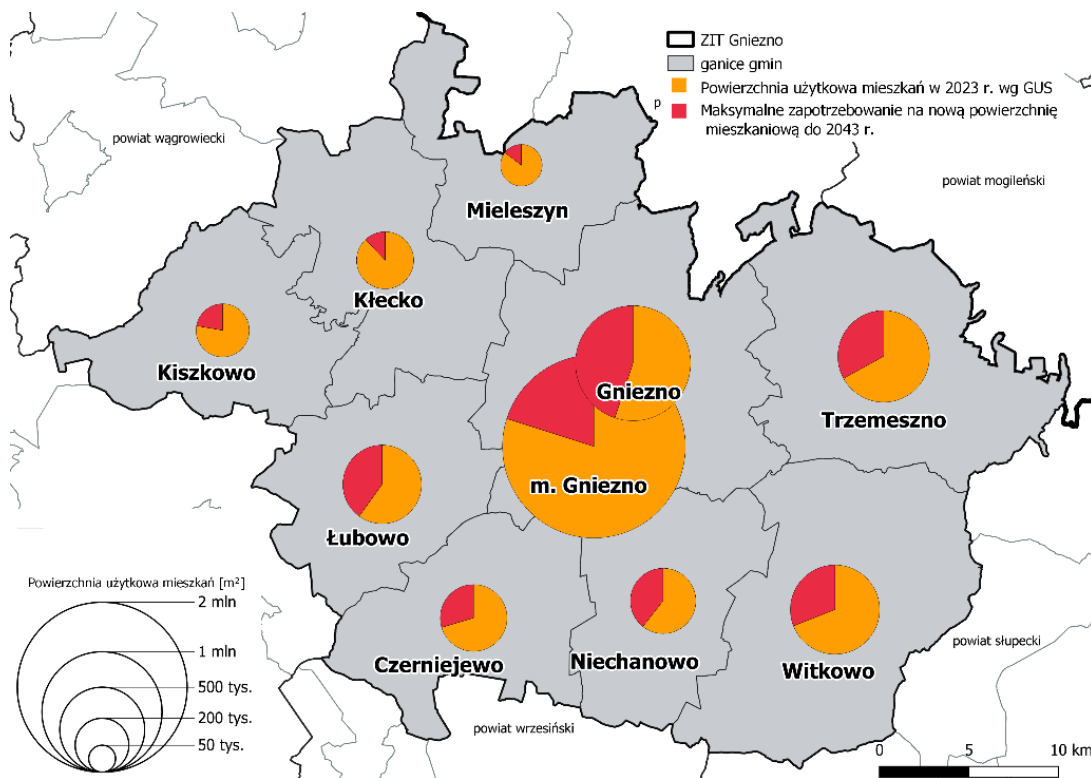 ZIT Gniezno
ganice gmin
Powierzchnia użytkowa mieszkań w 2023 r. wg GUS
p
Maksymalne zapotrzebowanie na nową powierzchnię
mieszkaniową do 2043 r.
powiat wągrowiecki
powiat mogileński
Mieleszyn
Kłecko
Kiszkowo
Gniezno
Trzemeszno
m. Gniezno
Łubowo
Powierzchnia użytkowa mieszkań [m²]
2 mln
1 mln
500 tys.
200 tys.
50 tys.
Czerniejewo
Niechanowo
Witkowo
powiat słupecki
powiat wrzesiński
0 5 10 km